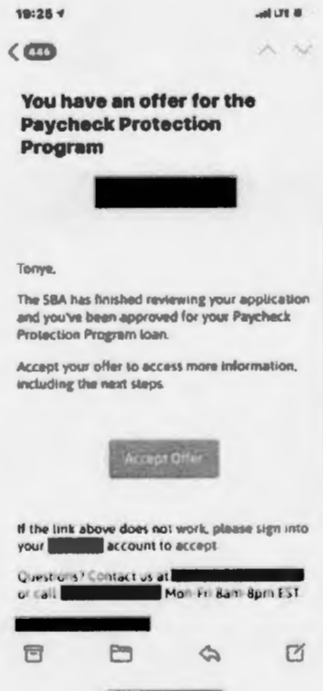 19:25
LTE
446
You have an offer for the
Paycheck Protection
Program
Tonye,
The SBA has finished reviewing your application
and you've been approved for your Paycheck
Protection Program loan.
Accept your offer to access more information,
including the next steps
Accept Offer
If the link above does not work, please sign into
your account to accept
Questions? Contact us at
or call Mon-Fri 8am-8pm EST